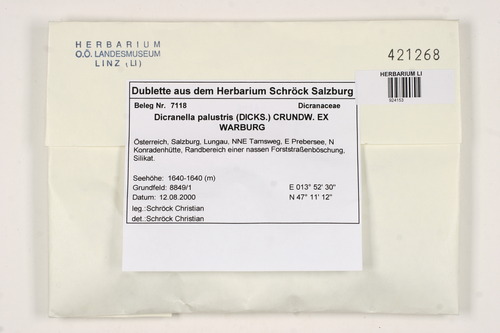 HERBARIUM
O.Ö. LANDESMUSEUM
LINZ (LI)
421268
HERBARIUM LI
924153
Dublette aus dem Herbarium Schröck Salzburg
Beleg Nr. 7118 Dicranaceae
Dicranella palustris (DICKS.) CRUNDW. EX
WARBURG
Österreich, Salzburg, Lungau, NNE Tamsweg, E Prebersee, N
Konradenhütte, Randbereich einer nassen Forststraßenböschung,
Silikat.
Seehöhe: 1640-1640 (m)
Grundfeld: 8849/1 E 013° 52' 30"
Datum: 12.08.2000 N 47° 11' 12"
leg.:Schröck Christian
det.:Schröck Christian